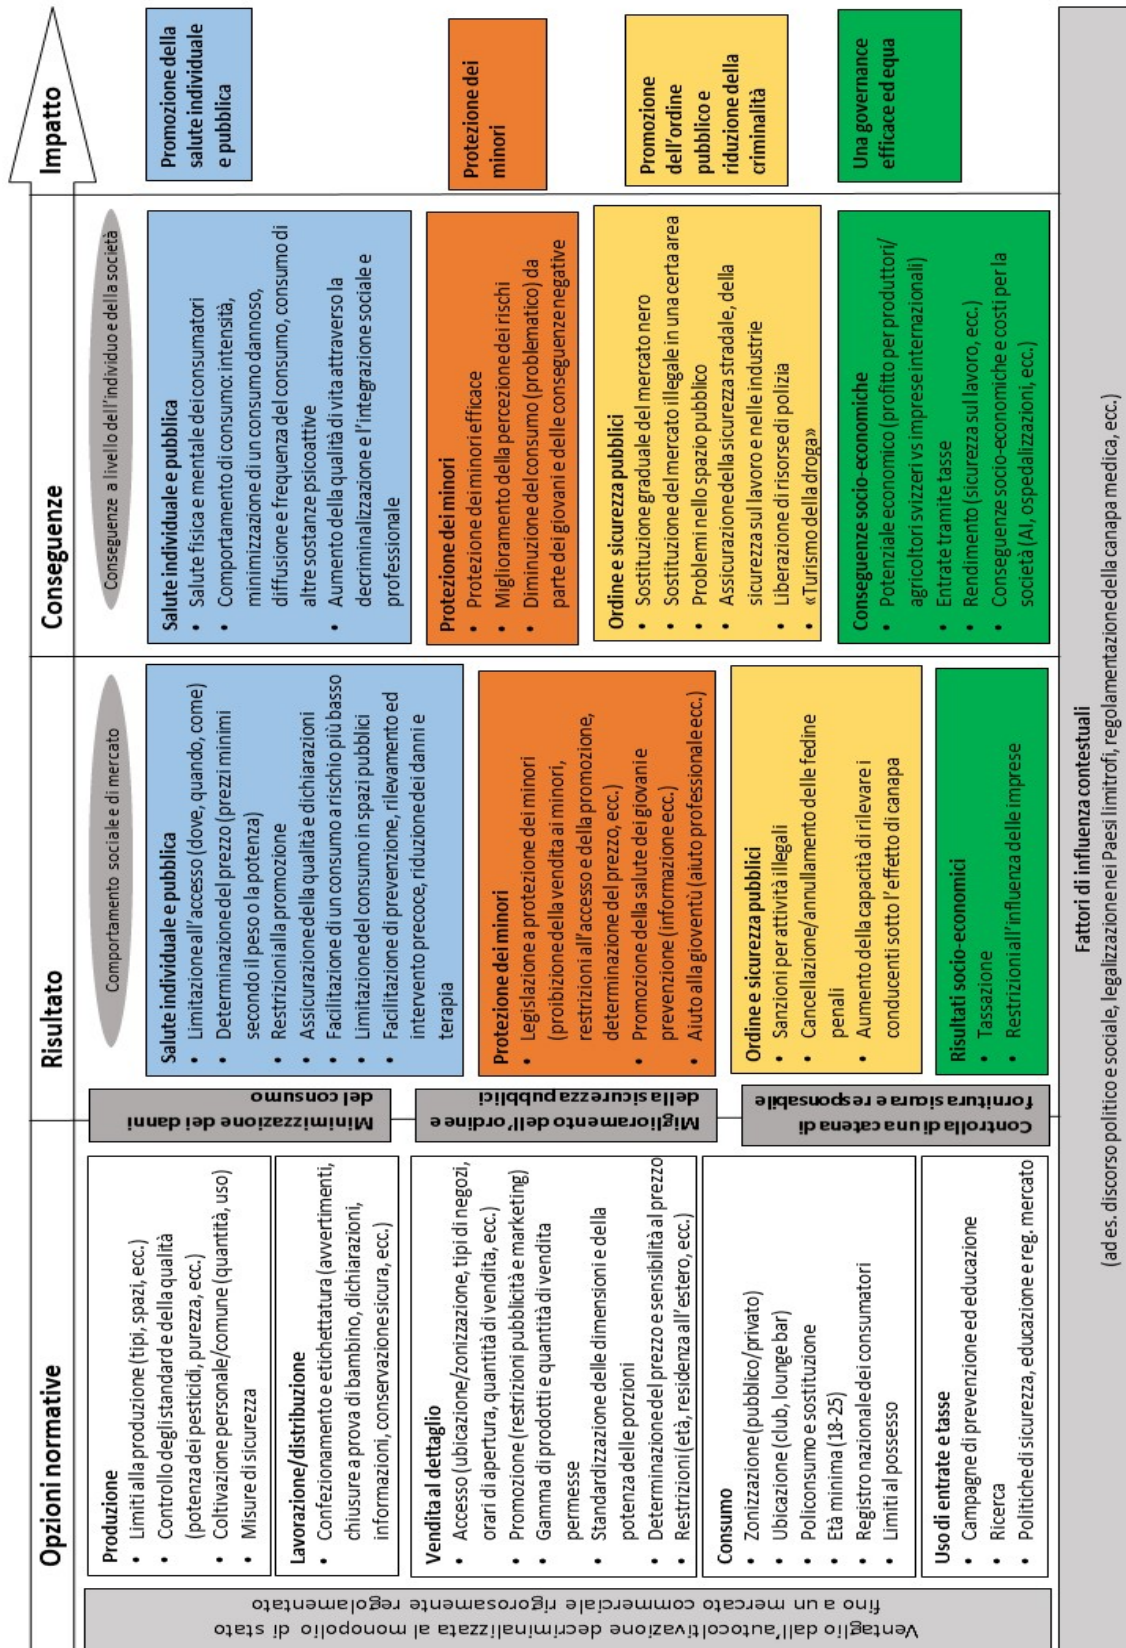 Opzioni normative
Risultato
Conseguenze
Impatto
Ventaglio dall'autocoltivazione decriminalizzata al monopolio di stato
fino a un mercato commerciale rigorosamente regolamentato
Produzione
• Limiti alla produzione (tipi, spazi, ecc.)
• Controllo degli standard e della qualità
(potenza dei pesticidi, purezza, ecc.)
• Coltivazione personale/comune (quantità, uso)
• Misure di sicurezza
Lavorazione/distribuzione
• Confezionamento e etichettatura (avvertimenti,
chiusure a prova di bambino, dichiarazioni,
informazioni, conservazione sicura, ecc.)
Vendita al dettaglio
• Accesso (ubicazione/zonizzazione, tipi di negozi,
orari di apertura, quantità di vendita, ecc.)
• Promozione (restrizioni pubblicità e marketing)
• Gamma di prodotti e quantità di vendita
permesse
• Standardizzazione delle dimensioni e della
potenza delle porzioni
• Determinazione del prezzo e sensibilità al prezzo
• Restrizioni (età, residenza all'estero, ecc.)
Consumo
• Zonizzazione (pubblico/privato)
• Ubicazione (club, lounge bar)
• Policonsumo e sostituzione
• Età minima (18-25)
• Registro nazionale dei consumatori
• Limiti al possesso
Uso di entrate e tasse
• Campagne di prevenzione ed educazione
• Ricerca
• Politiche di sicurezza, educazione e reg. mercato
Minimizzazione dei danni
del consumo
Miglioramento dell'ordine e
della sicurezza pubblici
Controlla di una catena di
fornitura sicura e responsabile
Comportamento sociale e di mercato
Salute individuale e pubblica
• Limitazione all'accesso (dove, quando, come)
• Determinazione del prezzo (prezzi minimi
secondo il peso o la potenza)
• Restrizioni alla promozione
• Assicurazione della qualità e dichiarazioni
• Facilitazione di un consumo a rischio più basso
• Limitazione del consumo in spazi pubblici
• Facilitazione di prevenzione, rilevamento ed
intervento precoce, riduzione dei danni e
terapia
Protezione dei minori
• Legislazione a protezione dei minori
(proibizione della vendita ai minori,
restrizioni all'accesso e della promozione,
determinazione del prezzo, ecc.)
• Promozione della salute dei giovani e
prevenzione (informazione ecc.)
• Aiuto alla gioventù (aiuto professionale ecc.)
Ordine e sicurezza pubblici
• Sanzioni per attività illegali
• Cancellazione/annullamento delle fedine
penali
• Aumento della capacità di rilevare i
conducenti sotto l'effetto di canapa
Risultati socio-economici
• Tassazione
• Restrizioni all'influenza delle imprese
Conseguenze a livello dell'individuo e della società
Salute individuale e pubblica
• Salute fisica e mentale dei consumatori
• Comportamento di consumo: intensità,
minimizzazione di un consumo dannoso,
diffusione e frequenza del consumo, consumo di
altre sostanze psicoattive
• Aumento della qualità di vita attraverso la
decriminalizzazione e l'integrazione sociale e
professionale
Protezione dei minori
• Protezione dei minori efficace
• Miglioramento della percezione dei rischi
• Diminuzione del consumo (problematico) da
parte dei giovani e delle conseguenze negative
Ordine e sicurezza pubblici
• Sostituzione graduale del mercato nero
• Sostituzione del mercato illegale in una certa area
• Problemi nello spazio pubblico
• Assicurazione della sicurezza stradale, della
sicurezza sul lavoro e nelle industrie
• Liberazione di risorse di polizia
• «Turismo della droga»
Conseguenze socio-economiche
• Potenziale economico (profitto per produttori/
agricoltori svizzeri vs imprese internazionali)
• Entrate tramite tasse
• Rendimento (sicurezza sul lavoro, ecc.)
• Conseguenze socio-economiche e costi per la
società (AI, ospedalizzazioni, ecc.)
Promozione della
salute individuale
e pubblica
Protezione dei
minori
Promozione
dell'ordine
pubblico e
riduzione della
criminalità
Una governance
efficace ed equa
Fattori di influenza contestuali
(ad es. discorso politico e sociale, legalizzazione nei Paesi limitrofi, regolamentazione della canapa medica, ecc.)